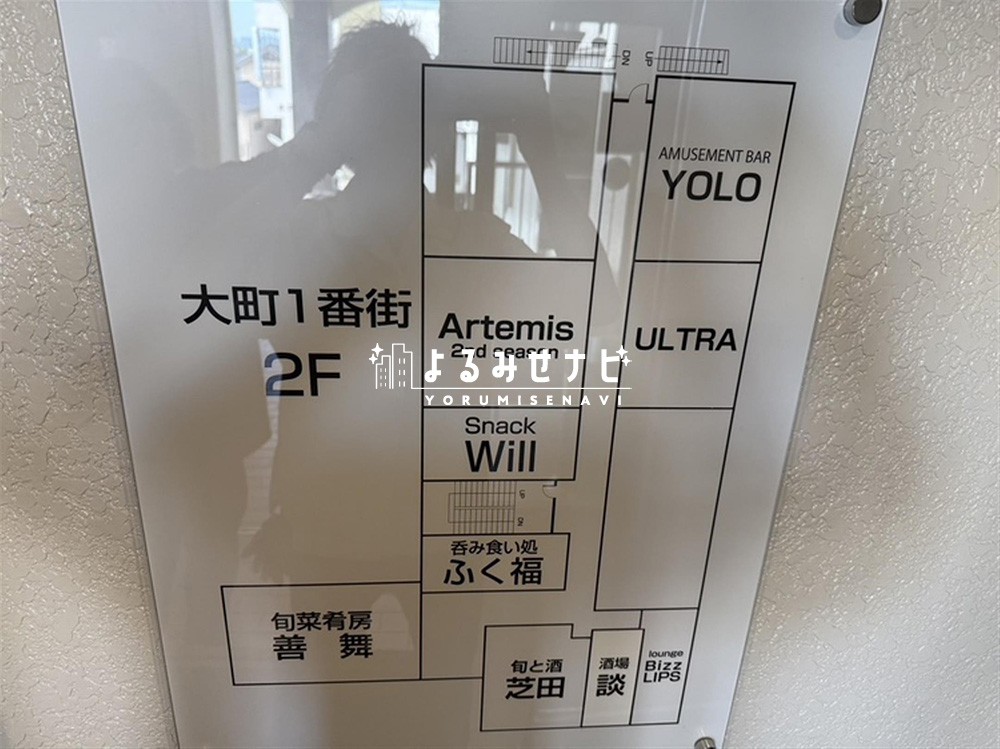 DN UP
AMUSEMENT BAR
YOLO
大町1番街
2F
Artemis
2nd season
ULTRA
よるみせナビ
YORUMISENAVI
Snack
Will
UP
DN
呑み食い処
ふく福
旬菜肴房
善 舞
旬と酒
芝田
酒場
談
lounge
Bizz
LIPS